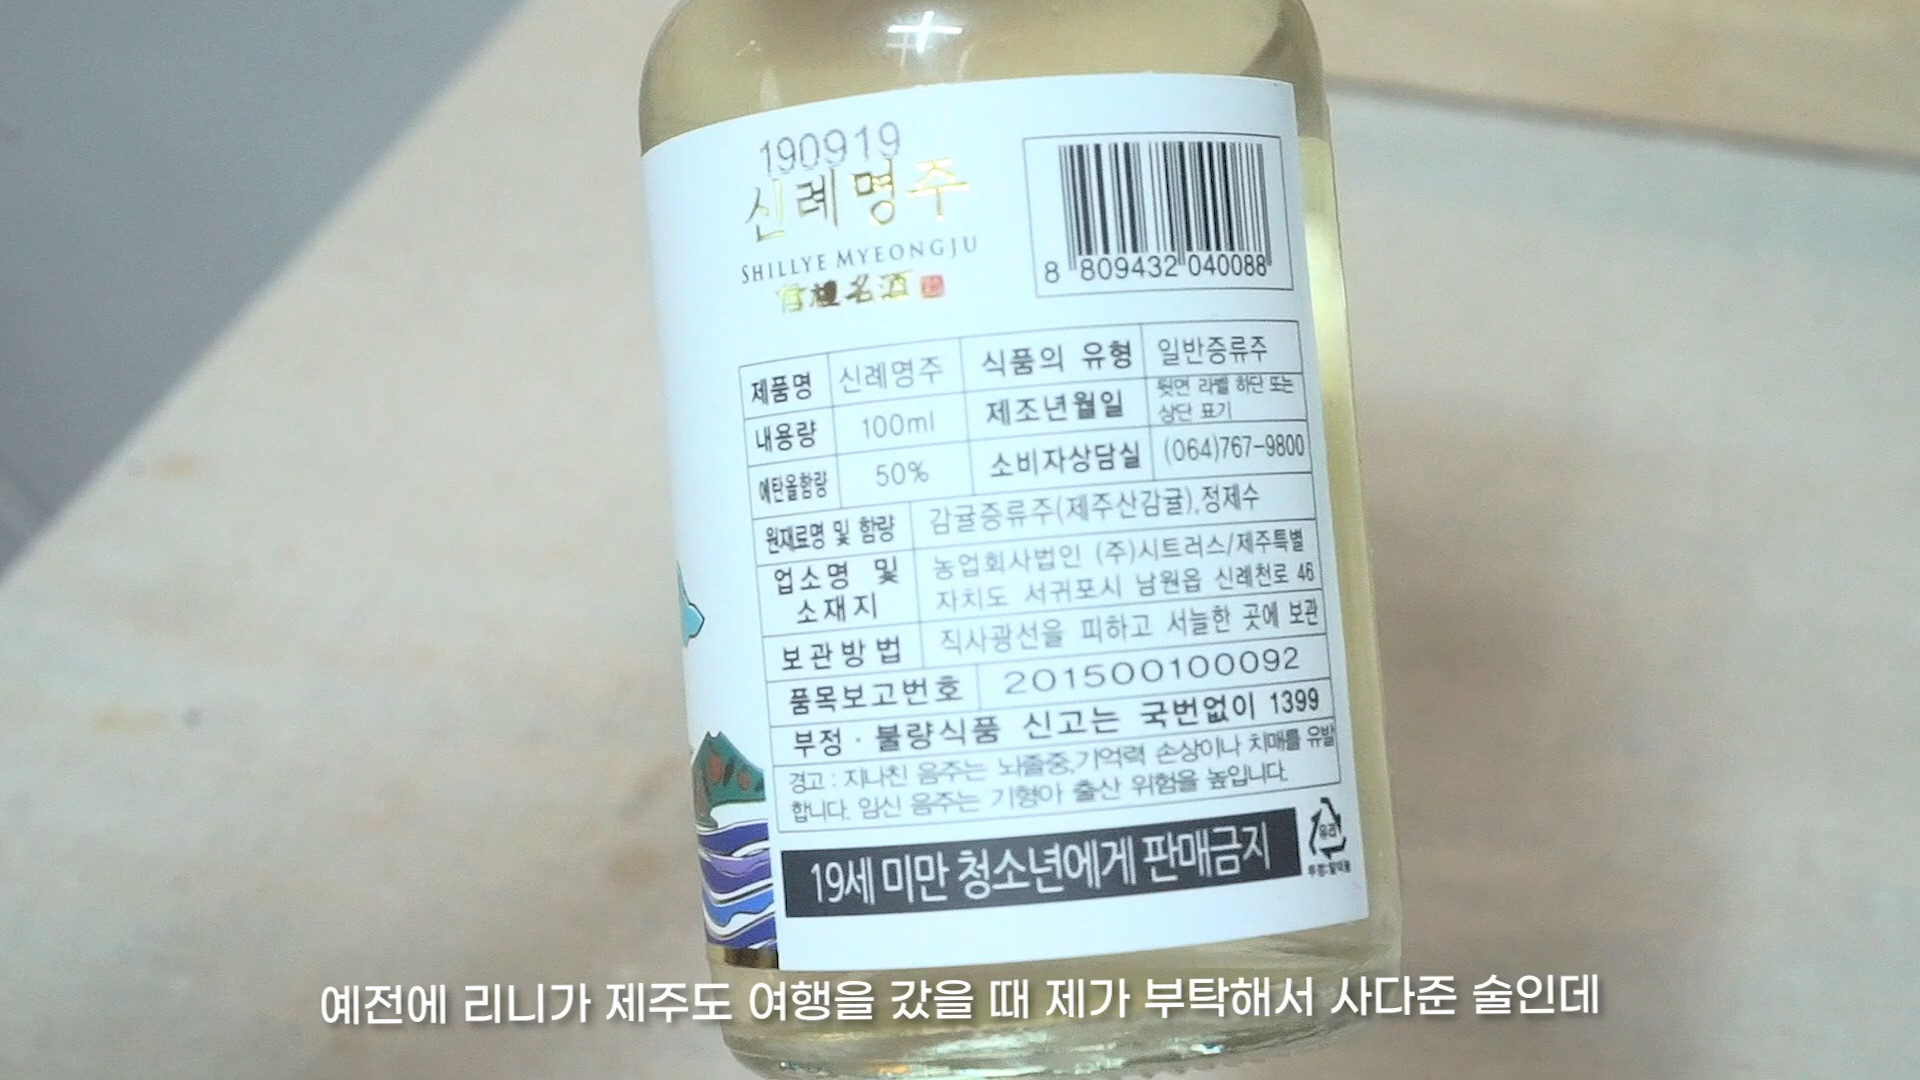 190919
신례명주
SHILLYE MYEONGJU
禮名酒
8 809432 040088
제품명 신례명주 식품의 유형 일반증류주
내용량 100ml 제조년월일 뒷면 라벨 하단 또는
상단 표기
에탄올함량 50% 소비자상담실 (064)767-9800
원재료명 및 함량 감귤증류주(제주산감귤),정제수
업소명 및 소재지 농업회사법인 (주)시트러스/제주특별
자치도 서귀포시 남원읍 신례천로 46
보관방법 직사광선을 피하고 서늘한 곳에 보관
품목보고번호 201500100092
부정·불량식품 신고는 국번없이 1399
경고 : 지나친 음주는 뇌졸중,기억력 손상이나 치매를 유발
합니다. 임신 음주는 기형아 출산 위험을 높입니다.
19세 미만 청소년에게 판매금지
유리
예전에 리니가 제주도 여행을 갔을 때 제가 부탁해서 사다준 술인데